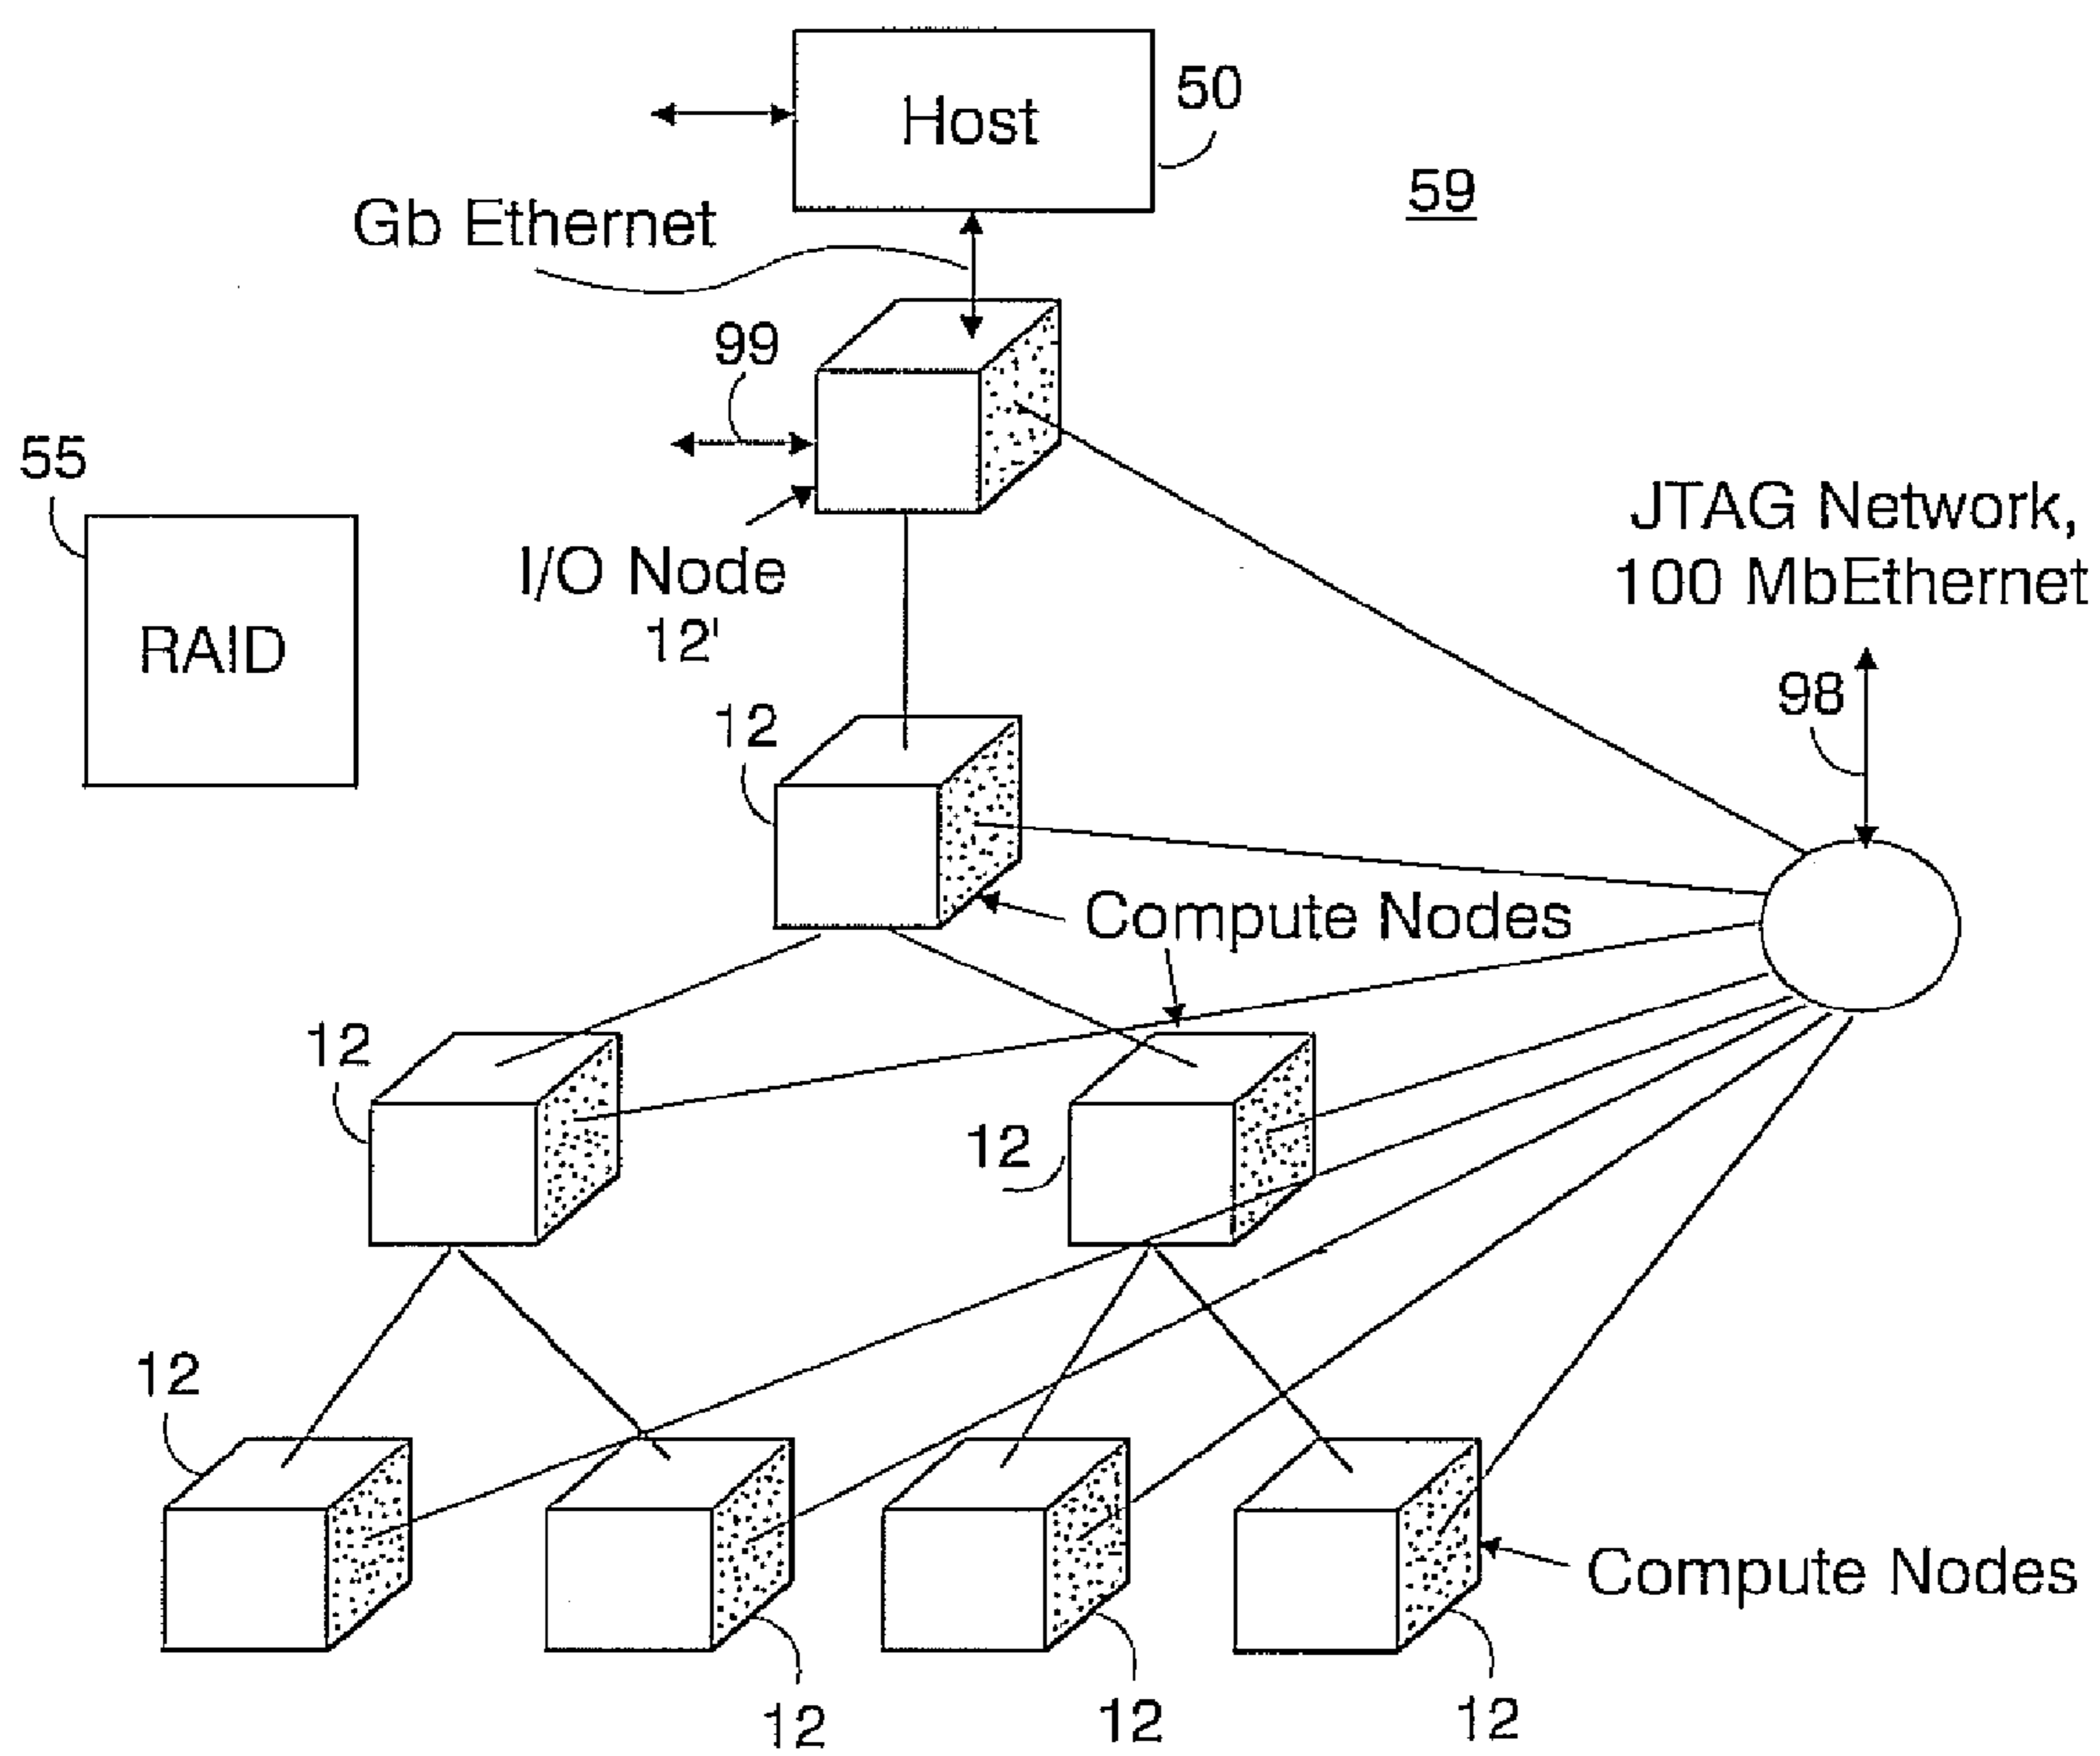 Host
50
59
Gb Ethernet
99
55
RAID
I/O Node
12'
JTAG Network,
100 MbEthernet
98
12
Compute Nodes
12
12
12
Compute Nodes
12
12
12